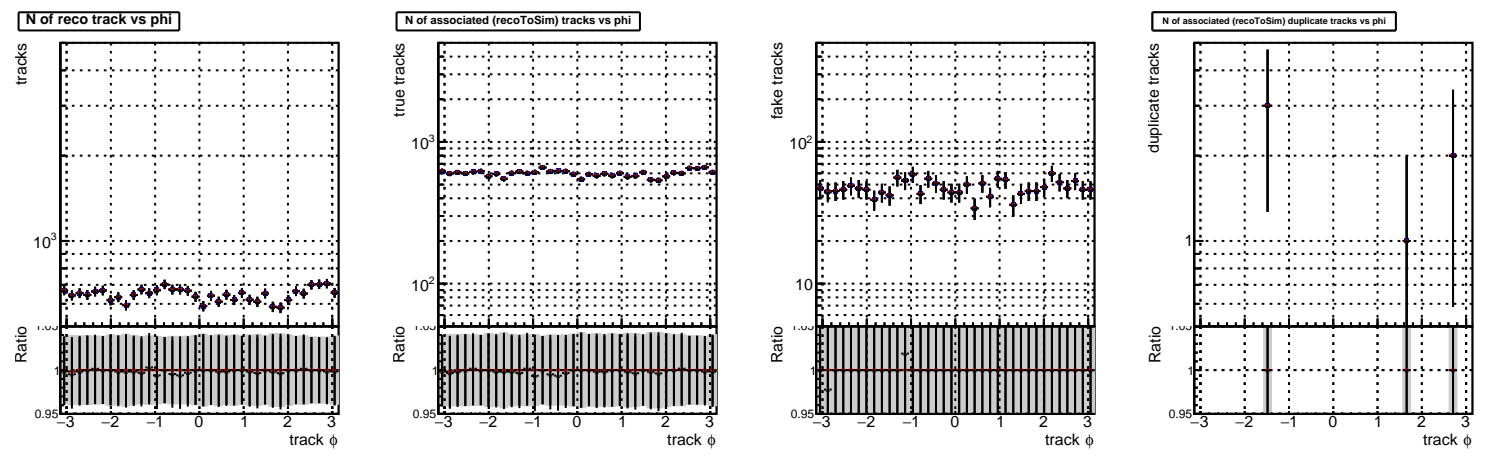 N of reco track vs phi
tracks
10³
Ratio
1.05
1
0.95
−3 −2 −1 0 1 2 3
track ϕ
N of associated (recoToSim) tracks vs phi
true tracks
10³
10²
Ratio
1.05
1
0.95
−3 −2 −1 0 1 2 3
track ϕ
fake tracks
10²
10
Ratio
1.05
1
0.95
−3 −2 −1 0 1 2 3
track ϕ
N of associated (recoToSim) duplicate tracks vs phi
duplicate tracks
1
Ratio
1.05
1
0.95
−3 −2 −1 0 1 2 3
track ϕ